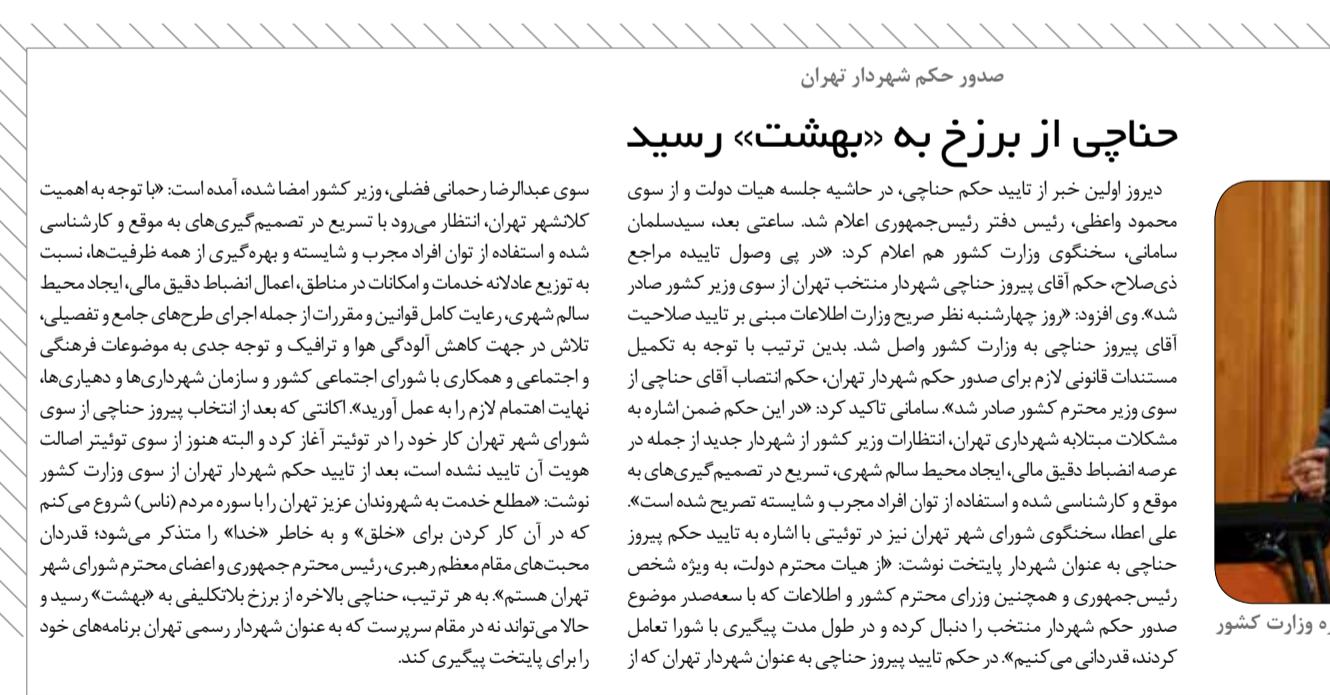 صدور حکم شهردار تهران
حناچی از برزخ به «بهشت» رسید
دیروز اولین خبر از تایید حکم حناچی، در حاشیه جلسه هیات دولت و از سوی
محمود واعظی، رئیس دفتر رئیس‌جمهوری اعلام شد. ساعتی بعد، سیدسلمان
سامانی، سخنگوی وزارت کشور هم اعلام کرد: «در پی وصول تاییده مراجع
ذی‌صلاح، حکم آقای پیروز حناچی شهردار منتخب تهران از سوی وزیر کشور صادر
شد». وی افزود: «روز چهارشنبه نظر صریح وزارت اطلاعات مبنی بر تایید صلاحیت
آقای پیروز حناچی به وزارت کشور واصل شد. بدین ترتیب با توجه به تکمیل
مستندات قانونی لازم برای صدور حکم شهردار تهران، حکم انتصاب آقای حناچی از
سوی وزیر محترم کشور صادر شد». سامانی تاکید کرد: «در این حکم ضمن اشاره به
مشکلات مبتلابه شهرداری تهران، انتظارات وزیر کشور از شهردار جدید از جمله در
عرصه انضباط دقیق مالی، ایجاد محیط سالم شهری، تسریع در تصمیم‌گیری‌های به
موقع و کارشناسی شده و استفاده از توان افراد مجرب و شایسته تصریح شده است».
علی اعطا، سخنگوی شورای شهر تهران نیز در توئیتی با اشاره به تایید حکم پیروز
حناچی به عنوان شهردار پایتخت نوشت: «از هیات محترم دولت، به ویژه شخص
رئیس‌جمهوری و همچنین وزرای محترم کشور و اطلاعات که با سعه‌صدر موضوع
صدور حکم شهردار منتخب را دنبال کرده و در طول مدت پیگیری با شورا تعامل
کردند، قدردانی می‌کنیم». در حکم تایید پیروز حناچی به عنوان شهردار تهران که از
سوی عبدالرضا رحمانی فضلی، وزیر کشور امضا شده، آمده است: «با توجه به اهمیت
کلانشهر تهران، انتظار می‌رود با تسریع در تصمیم‌گیری‌های به موقع و کارشناسی
شده و استفاده از توان افراد مجرب و شایسته و بهره‌گیری از همه ظرفیت‌ها، نسبت
به توزیع عادلانه خدمات و امکانات در مناطق، اعمال انضباط دقیق مالی، ایجاد محیط
سالم شهری، رعایت کامل قوانین و مقررات از جمله اجرای طرح‌های جامع و تفصیلی،
تلاش در جهت کاهش آلودگی هوا و ترافیک و توجه جدی به موضوعات فرهنگی
و اجتماعی و همکاری با شورای اجتماعی کشور و سازمان شهرداری‌ها و دهیاری‌ها،
نهایت اهتمام لازم را به عمل آورید». اکانتی که بعد از انتخاب پیروز حناچی از سوی
شورای شهر تهران کار خود را در توئیتر آغاز کرد و البته هنوز از سوی توئیتر اصالت
هویت آن تایید نشده است، بعد از تایید حکم شهردار تهران از سوی وزارت کشور
نوشت: «مطلع خدمت به شهروندان عزیز تهران را با سوره مردم (ناس) شروع می‌کنم
که در آن کار کردن برای «خلق» و به خاطر «خدا» را متذکر می‌شود؛ قدردان
محبت‌های مقام معظم رهبری، رئیس محترم جمهوری و اعضای محترم شورای شهر
تهران هستم». به هر ترتیب، حناچی بالاخره از برزخ بلاتکلیفی به «بهشت» رسید و
حالا می‌تواند نه در مقام سرپرست که به عنوان شهردار رسمی تهران برنامه‌های خود
را برای پایتخت پیگیری کند.
وزارت کشور